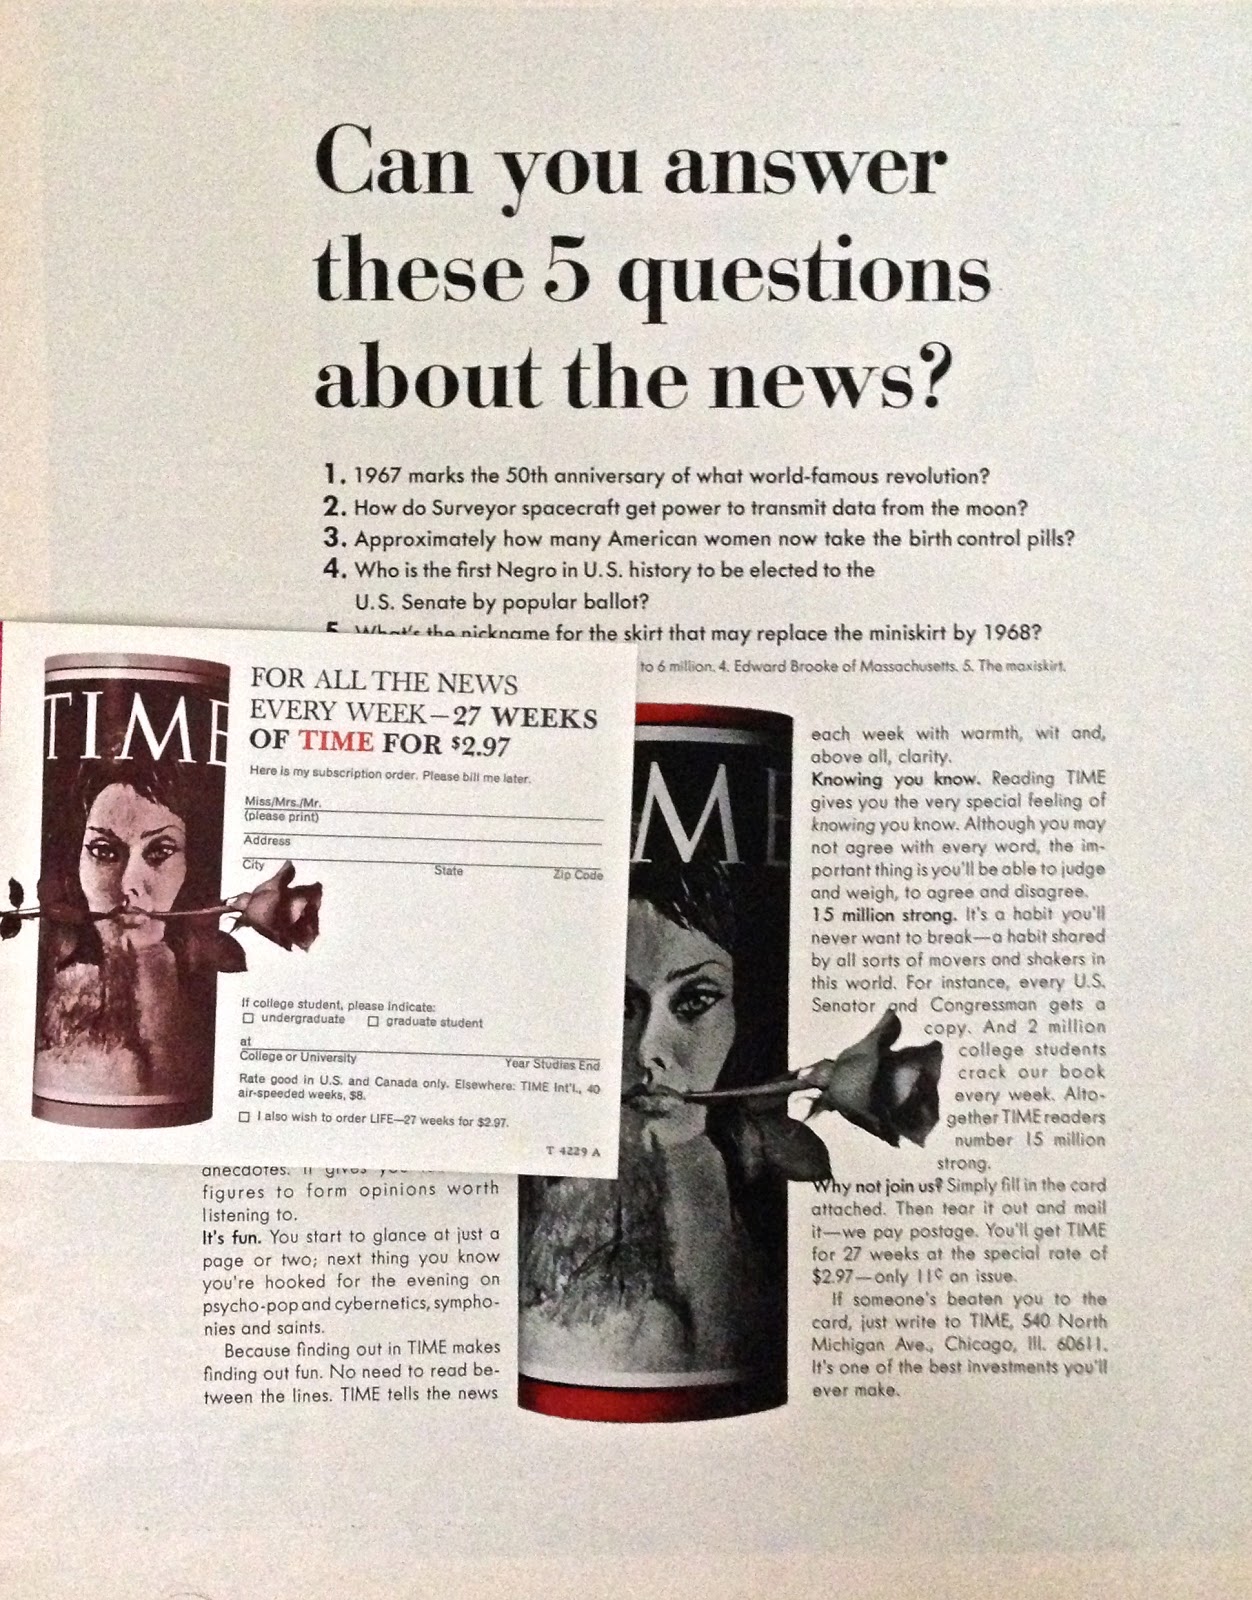 Can you answer
these 5 questions
about the news?
1. 1967 marks the 50th anniversary of what world-famous revolution?
2. How do Surveyor spacecraft get power to transmit data from the moon?
3. Approximately how many American women now take the birth control pills?
4. Who is the first Negro in U.S. history to be elected to the
U.S. Senate by popular ballot?
5. What's the nickname for the skirt that may replace the miniskirt by 1968?
to 6 million. 4. Edward Brooke of Massachusetts. 5. The maxiskirt.
TIME
FOR ALL THE NEWS
EVERY WEEK—27 WEEKS
OF TIME FOR $2.97
Here is my subscription order. Please bill me later.
Miss/Mrs./Mr.
(please print)
Address
City State Zip Code
If college student, please indicate:
☐ undergraduate ☐ graduate student
at
College or University Year Studies End
Rate good in U.S. and Canada only. Elsewhere: TIME Int'l., 40
air-speeded weeks, $8.
☐ I also wish to order LIFE—27 weeks for $2.97.
T 4229 A
anecdotes. It gives
figures to form opinions worth
listening to.
It's fun. You start to glance at just a
page or two; next thing you know
you're hooked for the evening on
psycho-pop and cybernetics, sympho-
nies and saints.
Because finding out in TIME makes
finding out fun. No need to read be-
tween the lines. TIME tells the news
ME
each week with warmth, wit and,
above all, clarity.
Knowing you know. Reading TIME
gives you the very special feeling of
knowing you know. Although you may
not agree with every word, the im-
portant thing is you'll be able to judge
and weigh, to agree and disagree.
15 million strong. It's a habit you'll
never want to break—a habit shared
by all sorts of movers and shakers in
this world. For instance, every U.S.
Senator and Congressman gets a
copy. And 2 million
college students
crack our book
every week. Alto-
gether TIME readers
number 15 million
strong.
Why not join us? Simply fill in the card
attached. Then tear it out and mail
it—we pay postage. You'll get TIME
for 27 weeks at the special rate of
$2.97—only 11¢ an issue.
If someone's beaten you to the
card, just write to TIME, 540 North
Michigan Ave., Chicago, Ill. 60611.
It's one of the best investments you'll
ever make.